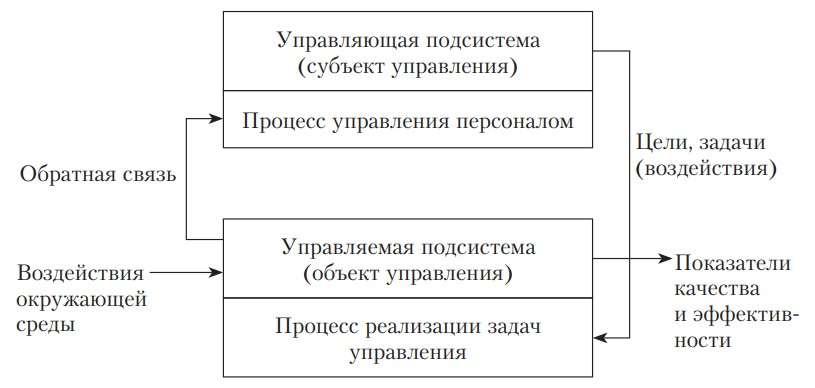 Управляющая подсистема
(субъект управления)
Процесс управления персоналом
Цели, задачи
(воздействия)
Обратная связь
Управляемая подсистема
(объект управления)
Воздействия
окружающей
среды
Показатели
качества
и эффектив-
ности
Процесс реализации задач
управления